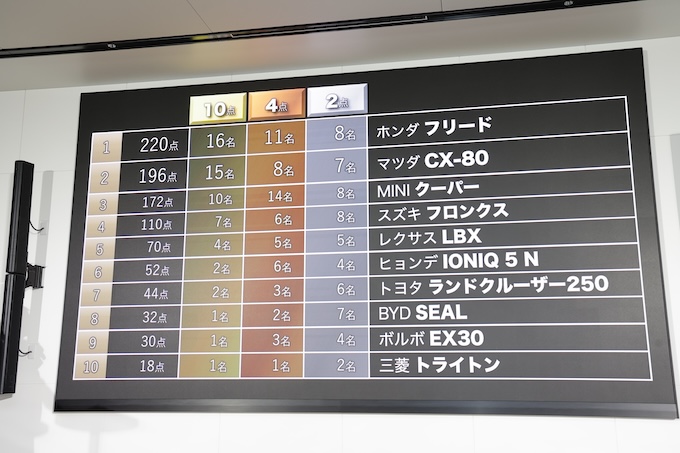 10点 4点 2点
1 220点 16名 11名 8名 ホンダ フリード
2 196点 15名 8名 7名 マツダ CX-80
3 172点 10名 14名 8名 MINI クーパー
4 110点 7名 6名 8名 スズキ フロンクス
5 70点 4名 5名 5名 レクサス LBX
6 52点 2名 6名 4名 ヒョンデ IONIQ 5 N
7 44点 2名 3名 6名 トヨタ ランドクルーザー250
8 32点 1名 2名 7名 BYD SEAL
9 30点 1名 3名 4名 ボルボ EX30
10 18点 1名 1名 2名 三菱 トライトン